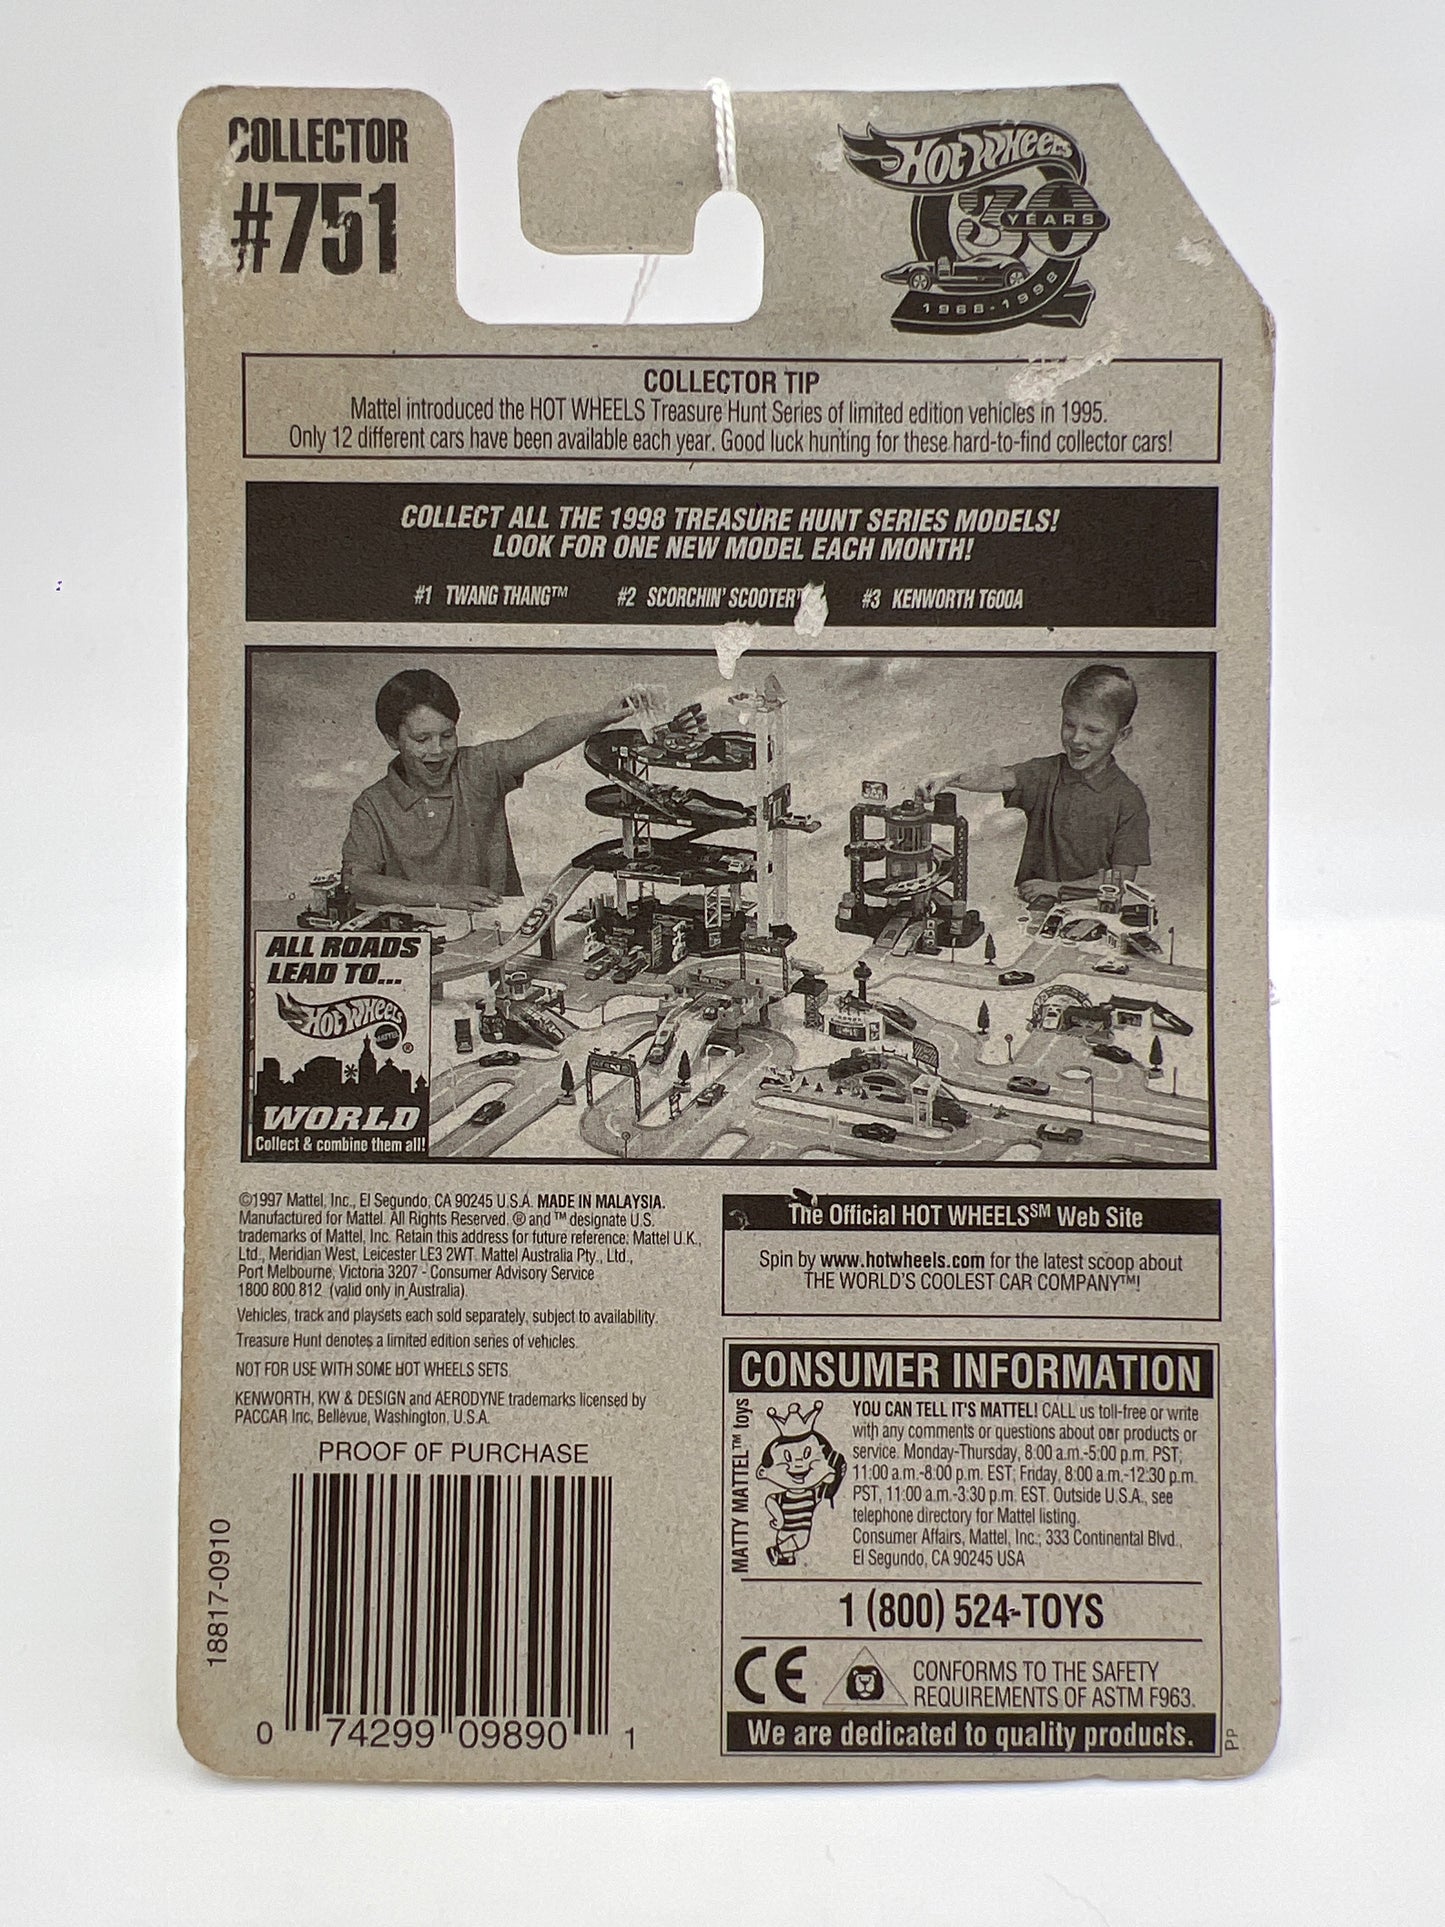 COLLECTOR
#751
HOT WHEELS
30
YEARS
1968-1998
COLLECTOR TIP
Mattel introduced the HOT WHEELS Treasure Hunt Series of limited edition vehicles in 1995.
Only 12 different cars have been available each year. Good luck hunting for these hard-to-find collector cars!
COLLECT ALL THE 1998 TREASURE HUNT SERIES MODELS!
LOOK FOR ONE NEW MODEL EACH MONTH!
#1 TWANG THANG™ #2 SCORCHIN' SCOOTER™ #3 KENWORTH T600A
ALL ROADS
LEAD TO...
HOT WHEELS
MATTEL
®
WORLD
Collect & combine them all!
©1997 Mattel, Inc., El Segundo, CA 90245 U.S.A. MADE IN MALAYSIA.
Manufactured for Mattel. All Rights Reserved. ® and ™ designate U.S.
trademarks of Mattel, Inc. Retain this address for future reference: Mattel U.K.,
Ltd., Meridian West, Leicester LE3 2WT. Mattel Australia Pty., Ltd.,
Port Melbourne, Victoria 3207 - Consumer Advisory Service
1800 800 812 (valid only in Australia).
Vehicles, track and playsets each sold separately, subject to availability.
Treasure Hunt denotes a limited edition series of vehicles.
NOT FOR USE WITH SOME HOT WHEELS SETS.
KENWORTH, KW & DESIGN and AERODYNE trademarks licensed by
PACCAR Inc, Bellevue, Washington, U.S.A.
PROOF OF PURCHASE
18817-0910
0 74299 09890 1
The Official HOT WHEELS℠ Web Site
Spin by www.hotwheels.com for the latest scoop about
THE WORLD'S COOLEST CAR COMPANY™!
CONSUMER INFORMATION
MATTY MATTEL™ toys
YOU CAN TELL IT'S MATTEL! CALL us toll-free or write
with any comments or questions about our products or
service. Monday-Thursday, 8:00 a.m.-5:00 p.m. PST;
11:00 a.m.-8:00 p.m. EST; Friday, 8:00 a.m.-12:30 p.m.
PST, 11:00 a.m.-3:30 p.m. EST. Outside U.S.A., see
telephone directory for Mattel listing.
Consumer Affairs, Mattel, Inc.; 333 Continental Blvd.,
El Segundo, CA 90245 USA
1 (800) 524-TOYS
CE
CONFORMS TO THE SAFETY
REQUIREMENTS OF ASTM F963.
We are dedicated to quality products.
PP